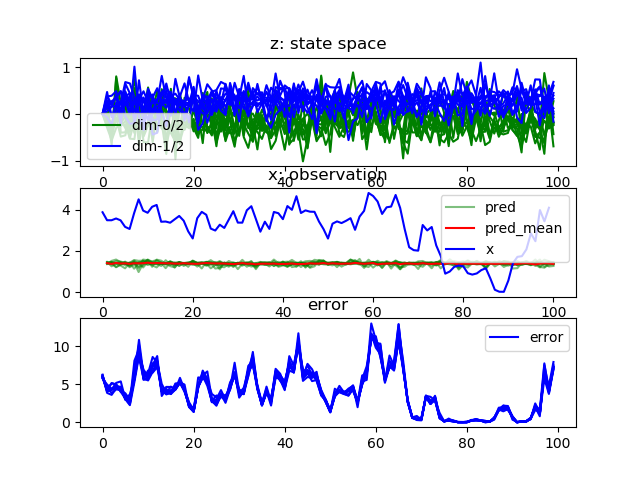 z: state space
1
0
−1
dim-0/2
dim-1/2
0 20 40 60 80 100
x: observation
4
2
0
pred
pred_mean
x
0 20 40 60 80 100
error
10
5
0
error
0 20 40 60 80 100